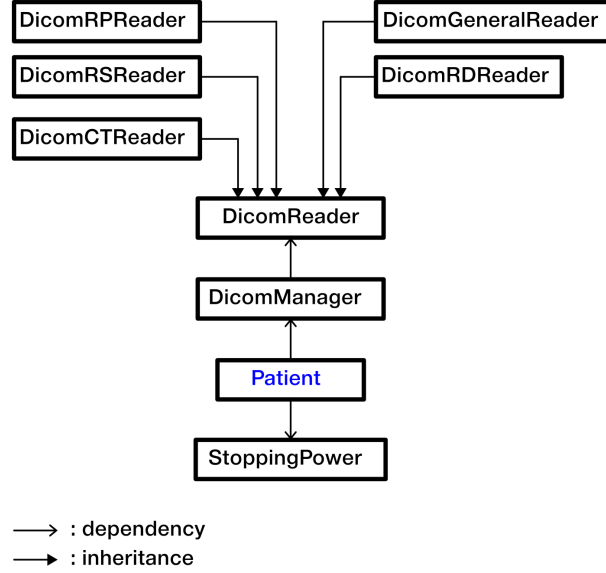 DicomRPReader
DicomGeneralReader
DicomRSReader
DicomRDReader
DicomCTReader
DicomReader
DicomManager
Patient
StoppingPower
: dependency
: inheritance